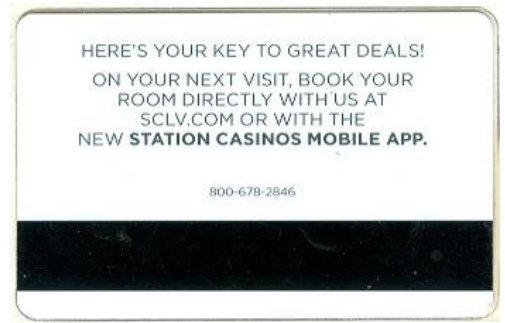 HERE'S YOUR KEY TO GREAT DEALS!
ON YOUR NEXT VISIT, BOOK YOUR
ROOM DIRECTLY WITH US AT
SCLV.COM OR WITH THE
NEW STATION CASINOS MOBILE APP.
800-678-2846